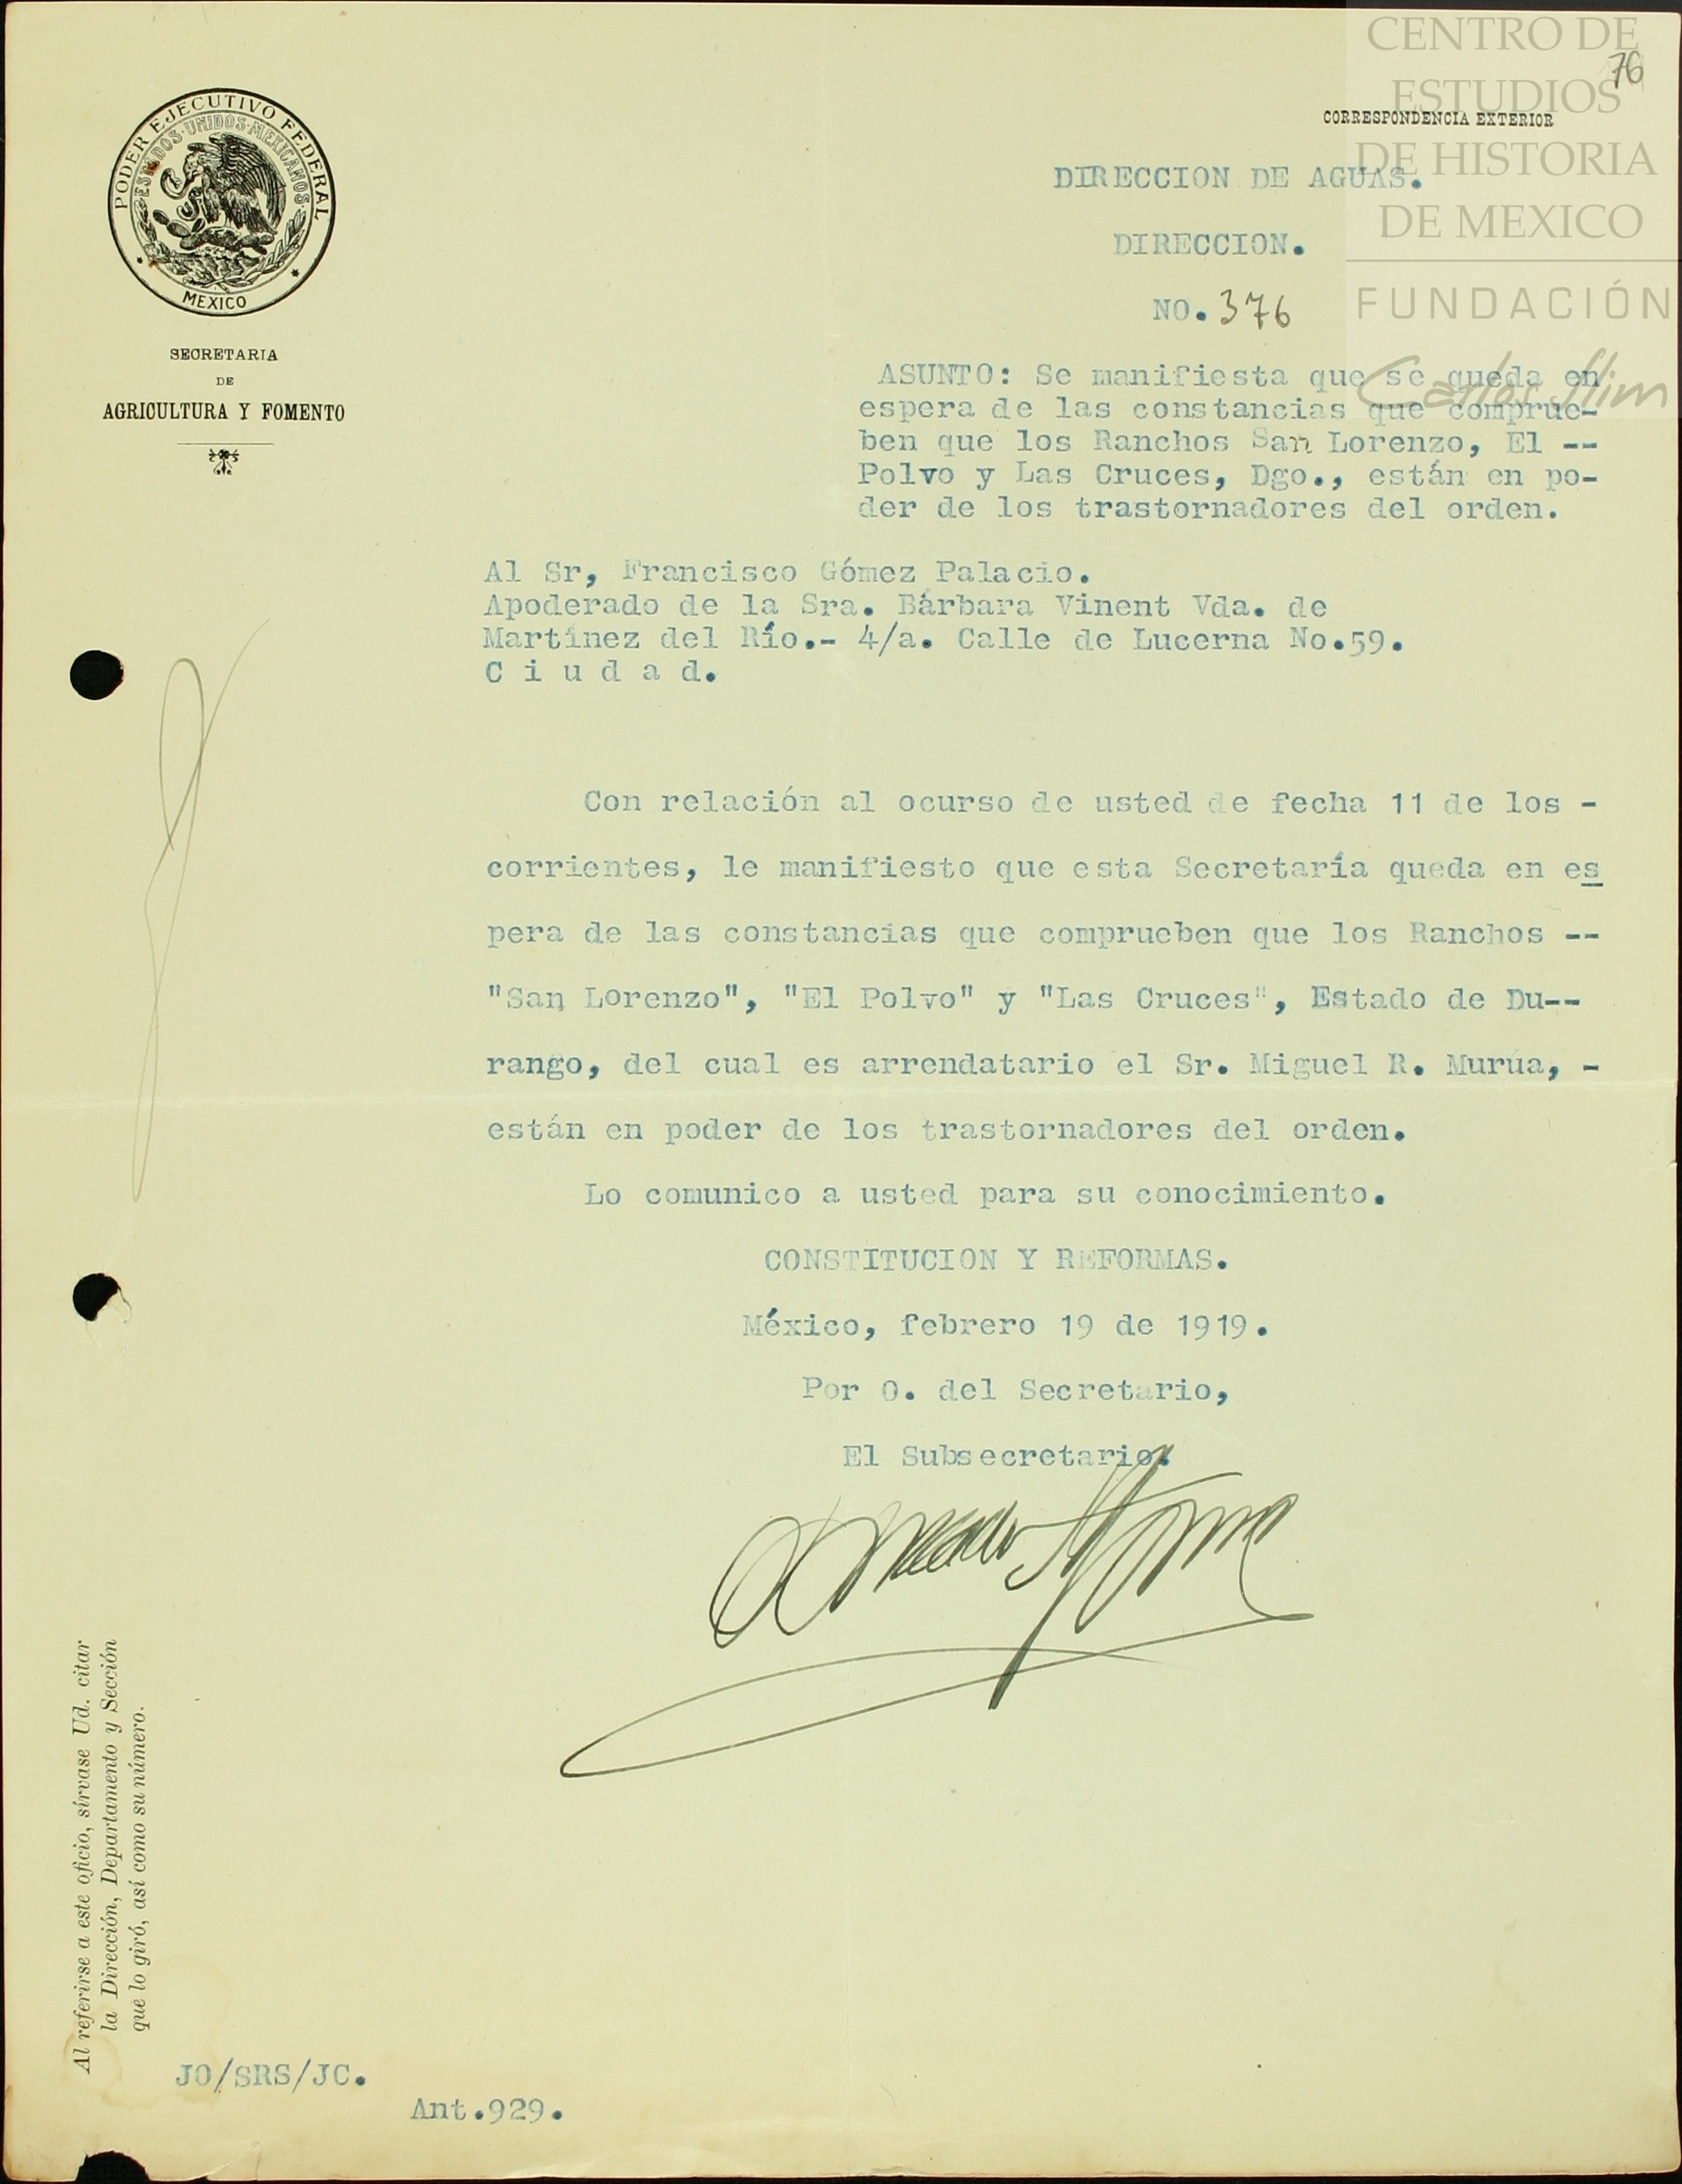 CENTRO DE
ESTUDIOS
DE HISTORIA
DE MEXICO
FUNDACIÓN
Carlos Slim
76
CORRESPONDENCIA EXTERIOR
PODER EJECUTIVO FEDERAL
ESTADOS·UNIDOS·MEXICANOS
MEXICO
SECRETARIA
DE
AGRICULTURA Y FOMENTO
DIRECCION DE AGUAS.
DIRECCION.
NO. 376
ASUNTO: Se manifiesta que se queda en
espera de las constancias que comprue-
ben que los Ranchos San Lorenzo, El --
Polvo y Las Cruces, Dgo., están en po-
der de los trastornadores del orden.
Al Sr, Francisco Gómez Palacio.
Apoderado de la Sra. Bárbara Vinent Vda. de
Martínez del Río.- 4/a. Calle de Lucerna No.59.
C i u d a d.
Con relación al ocurso de usted de fecha 11 de los -
corrientes, le manifiesto que esta Secretaría queda en es
pera de las constancias que comprueben que los Ranchos --
"San Lorenzo", "El Polvo" y "Las Cruces", Estado de Du--
rango, del cual es arrendatario el Sr. Miguel R. Murúa, -
están en poder de los trastornadores del orden.
Lo comunico a usted para su conocimiento.
CONSTITUCION Y REFORMAS.
México, febrero 19 de 1919.
Por O. del Secretario,
El Subsecretario.
Al referirse a este oficio, sírvase Ud. citar
la Dirección, Departamento y Sección
que lo giró, así como su número.
JO/SRS/JC.
Ant.929.